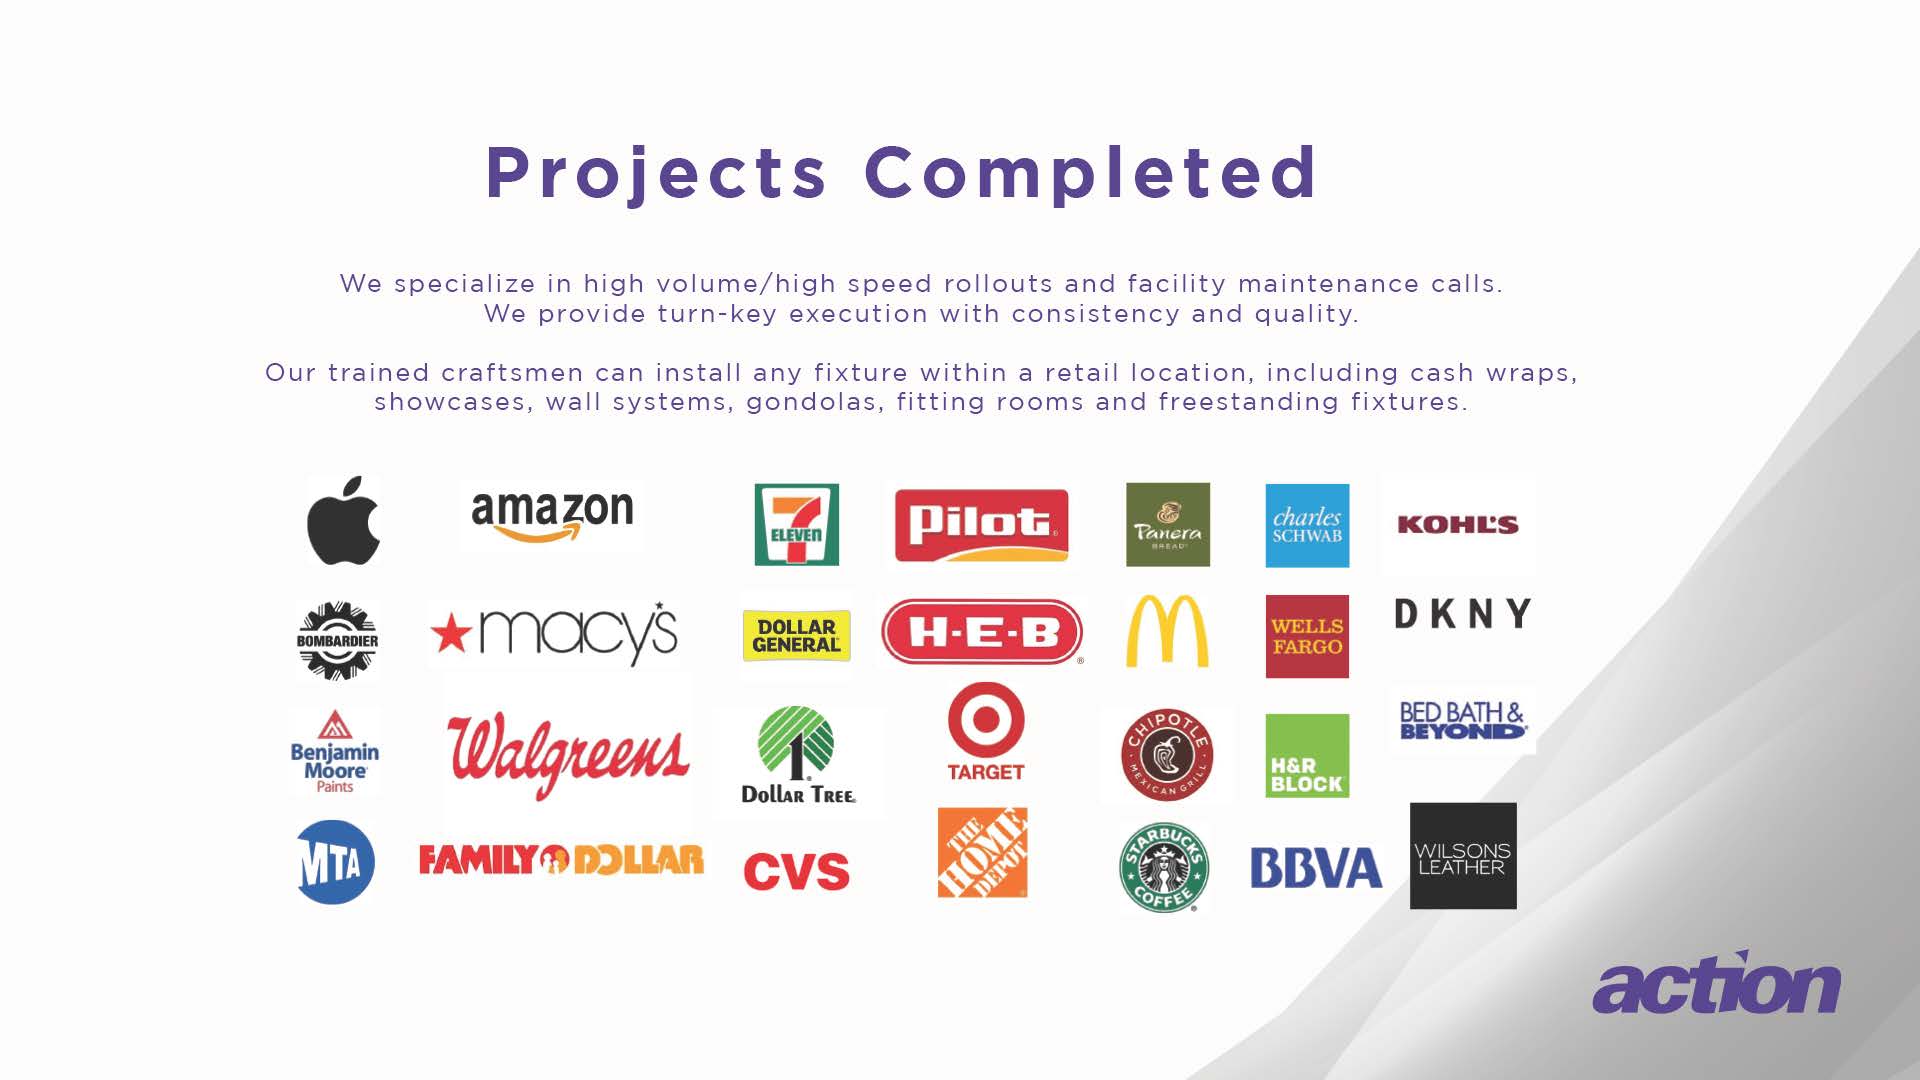 Projects Completed
We specialize in high volume/high speed rollouts and facility maintenance calls.
We provide turn-key execution with consistency and quality.
Our trained craftsmen can install any fixture within a retail location, including cash wraps,
showcases, wall systems, gondolas, fitting rooms and freestanding fixtures.
amazon
7
ELEVEN
Pilot®
Panera
BREAD®
charles
SCHWAB
KOHL'S
BOMBARDIER
macy's
DOLLAR
GENERAL
H-E-B®
WELLS
FARGO
DKNY
Benjamin
Moore®
Paints
Walgreens
1
DOLLAR TREE®
TARGET
CHIPOTLE
MEXICAN GRILL
H&R
BLOCK®
BED BATH &
BEYOND®
MTA
FAMILY DOLLAR
CVS
THE
HOME
DEPOT®
STARBUCKS
COFFEE®
BBVA
WILSONS
LEATHER
action